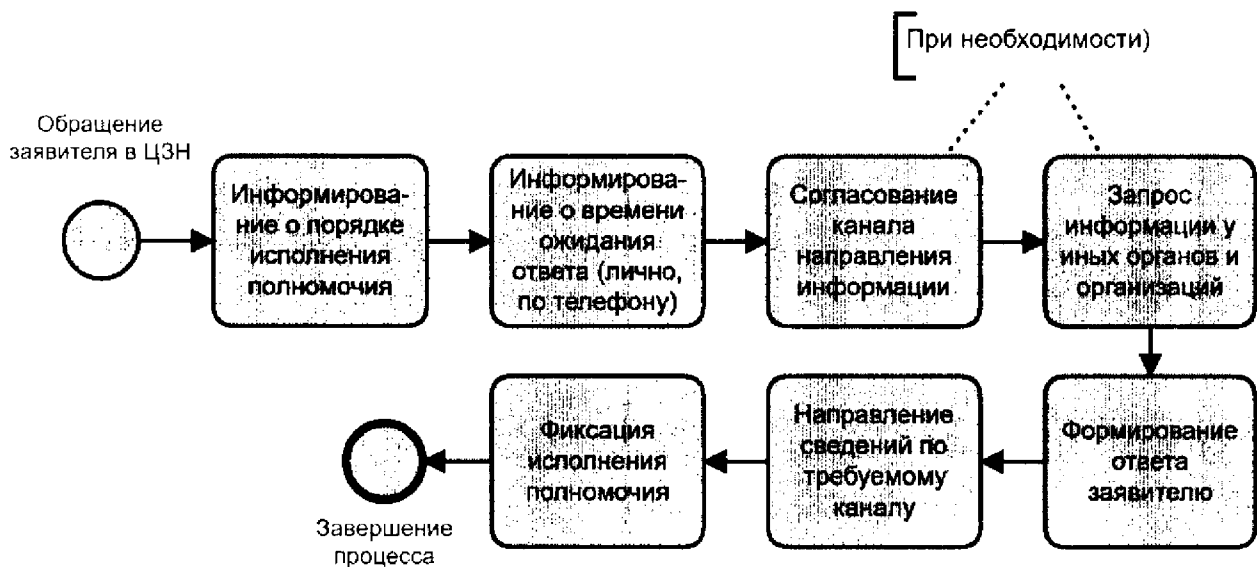 При необходимости)
Обращение
заявителя в ЦЗН
Информирова-
ние о порядке
исполнения
полномочия
Информирова-
ние о времени
ожидания
ответа (лично,
по телефону)
Согласование
канала
направления
информации
Запрос
информации у
иных органов и
организаций
Формирование
ответа
заявителю
Направление
сведений по
требуемому
каналу
Фиксация
исполнения
полномочия
Завершение
процесса